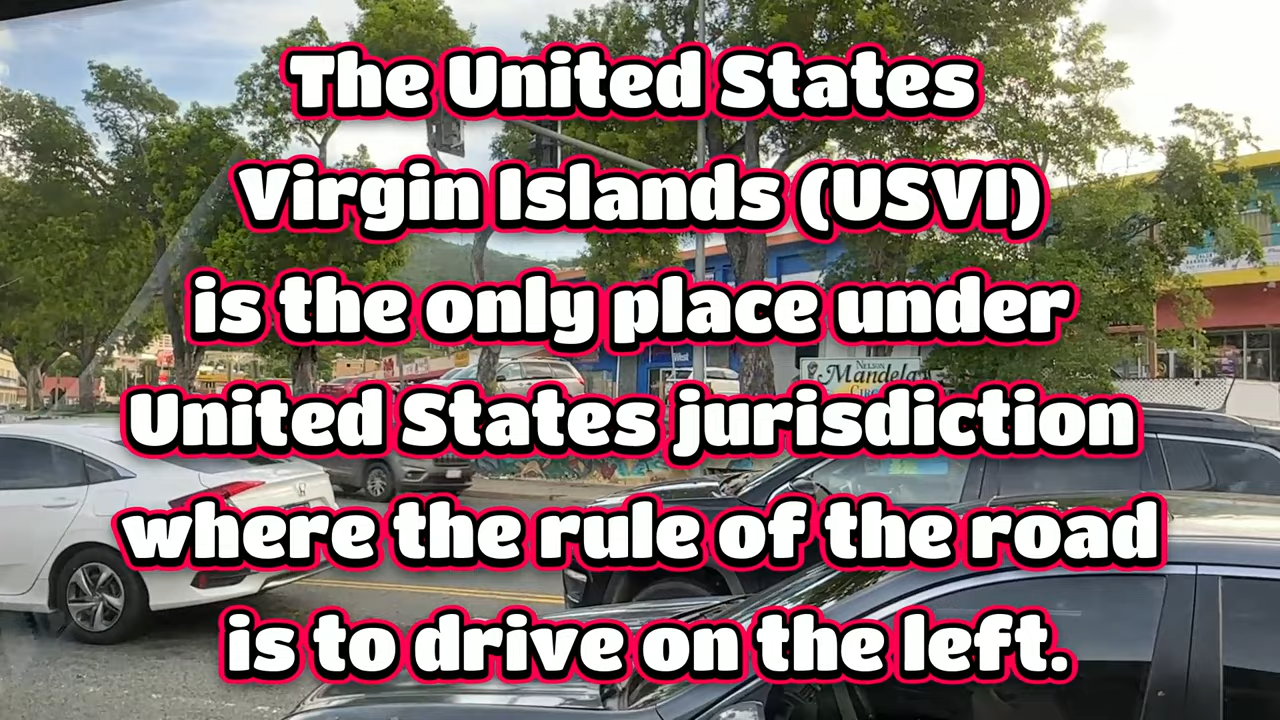 The United States
Virgin Islands (USVI)
is the only place under
United States jurisdiction
where the rule of the road
is to drive on the left.
Nelson
Mandela